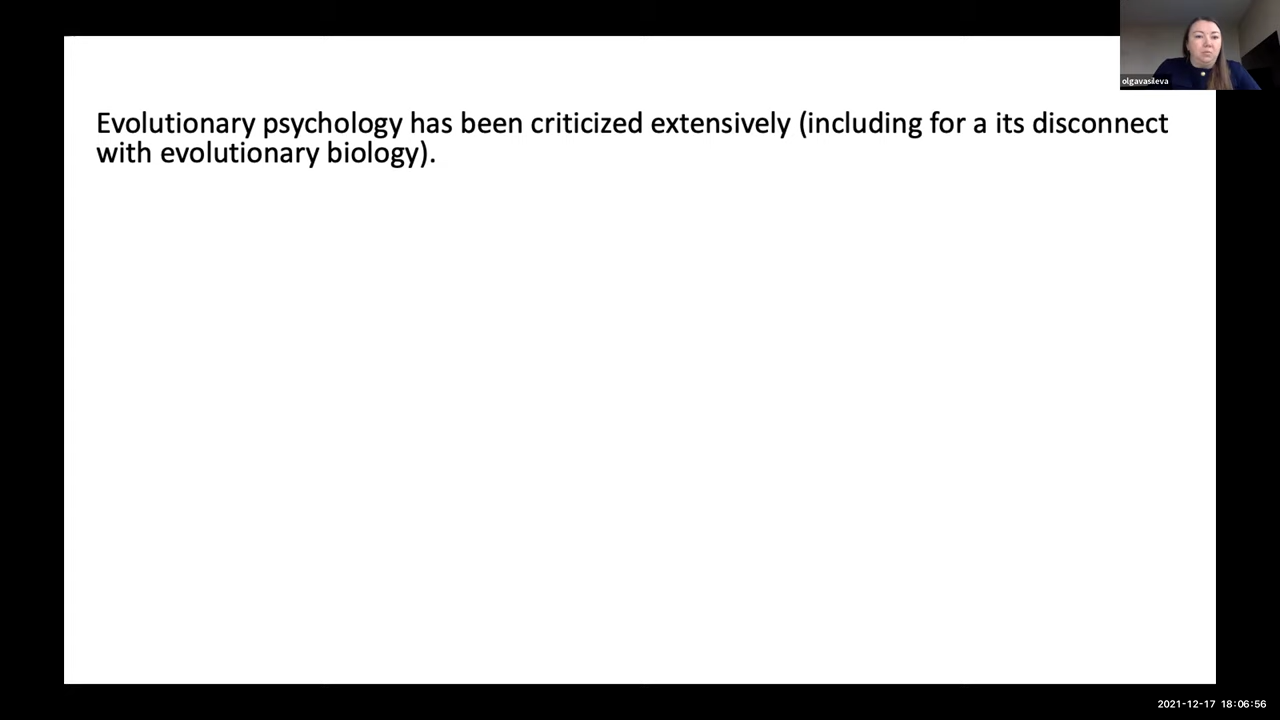 olgavasileva
Evolutionary psychology has been criticized extensively (including for a its disconnect
with evolutionary biology).
2021-12-17 18:06:56